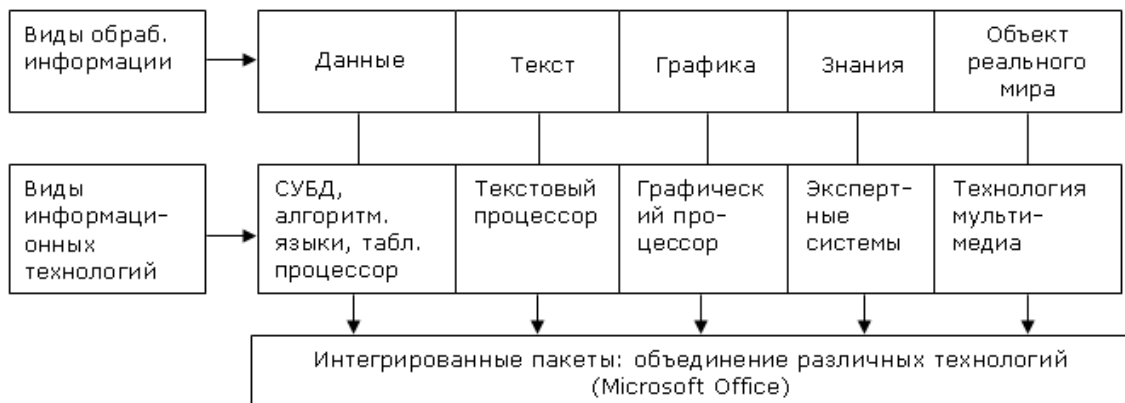 Виды обраб.
информации
Данные
Текст
Графика
Знания
Объект
реального
мира
Виды
информаци-
онных
технологий
СУБД,
алгоритм.
языки, табл.
процессор
Текстовый
процессор
Графическ
ий про-
цессор
Эксперт-
ные
системы
Технология
мульти-
медиа
Интегрированные пакеты: объединение различных технологий
(Microsoft Office)